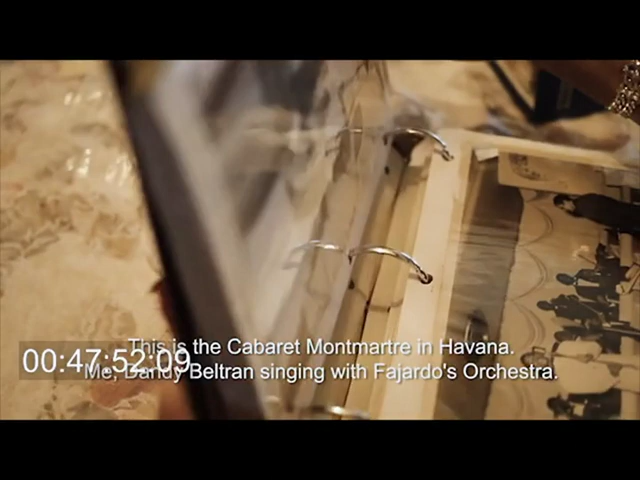 This is the Cabaret Montmartre in Havana.
00:47:52:09
Me, Dandy Beltran singing with Fajardo's Orchestra.